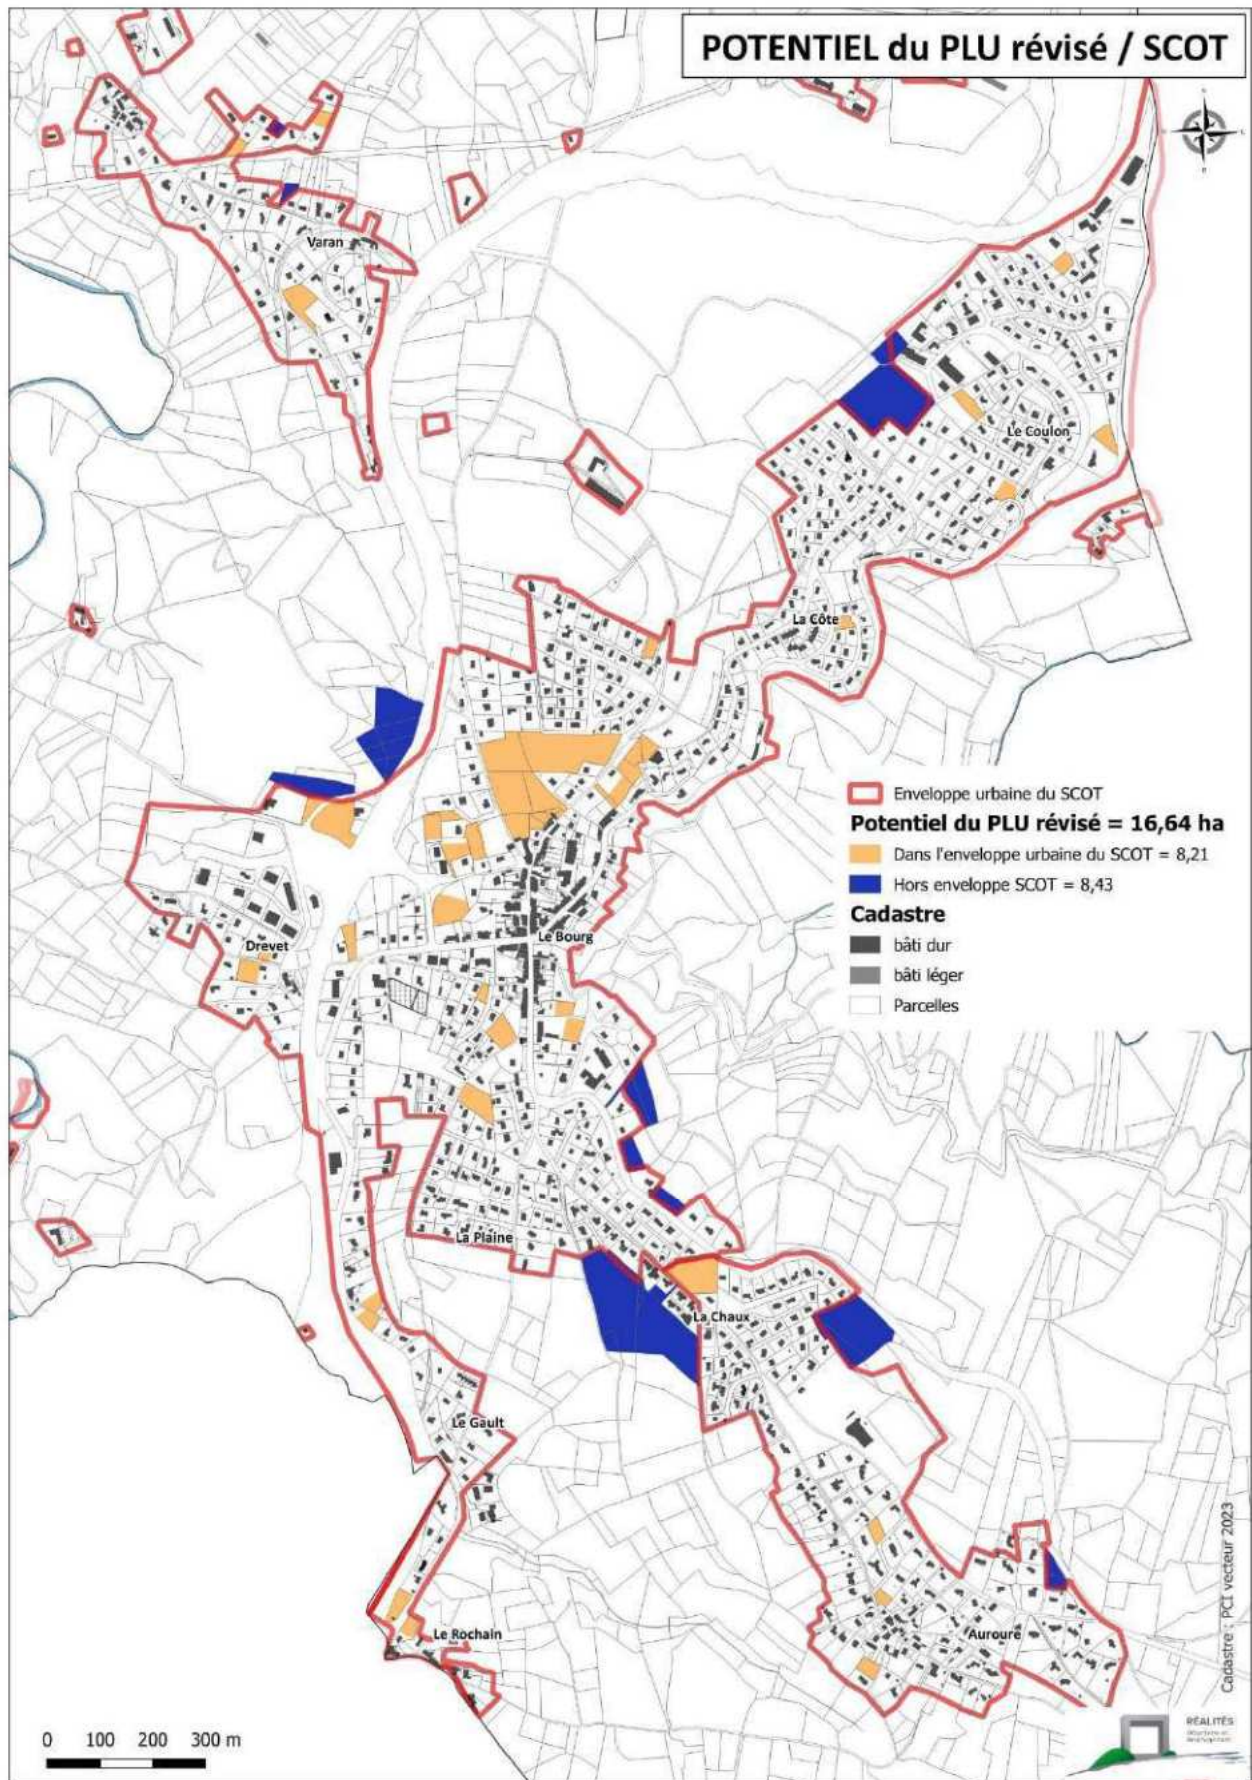 POTENTIEL du PLU révisé / SCOT
Varan
Le Coulon
La Côte
Enveloppe urbaine du SCOT
Potentiel du PLU révisé = 16,64 ha
Dans l'enveloppe urbaine du SCOT = 8,21
Hors enveloppe SCOT = 8,43
Cadastre
bâti dur
bâti léger
Parcelles
Le Bourg
Drevet
La Plaine
La Chaux
Le Gault
Le Rochain
Auroure
Cadastre : PCI vecteur 2023
0 100 200 300 m
RÉALITÉS